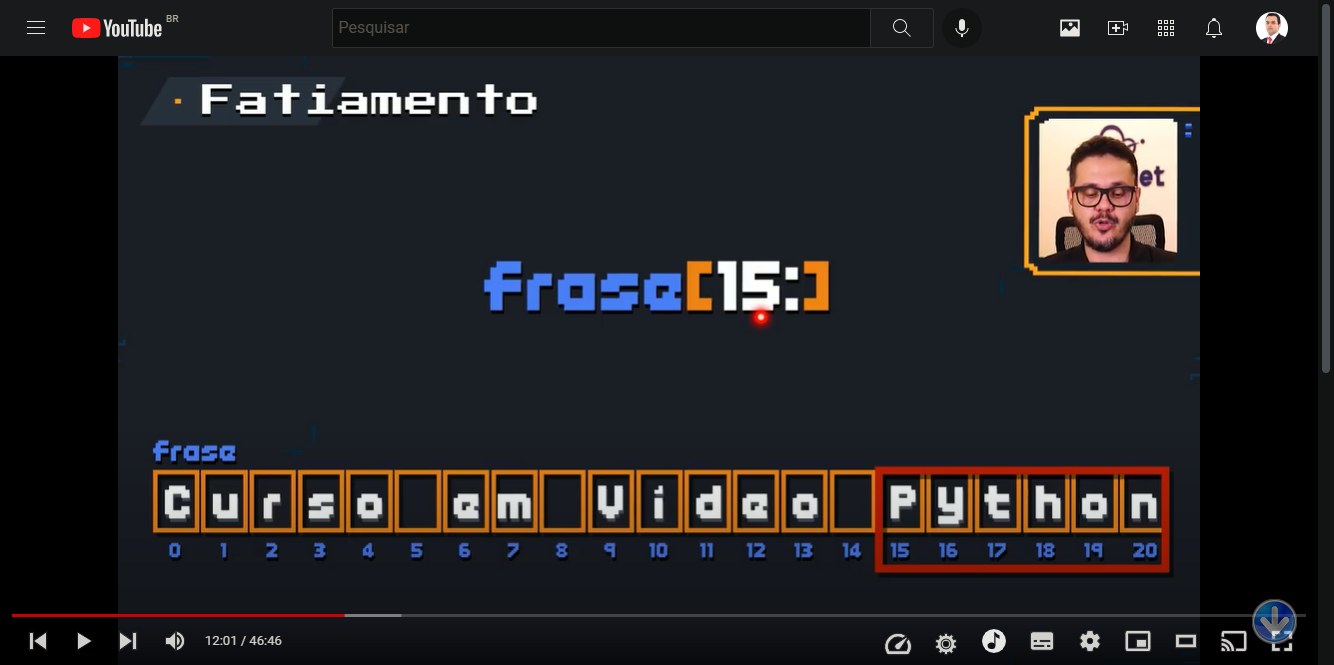 YouTube BR
Pesquisar
Fatiamento
et
frase[15:]
frase
C u r s o e m V í d e o P y t h o n
0 1 2 3 4 5 6 7 8 9 10 11 12 13 14 15 16 17 18 19 20
12:01 / 46:46